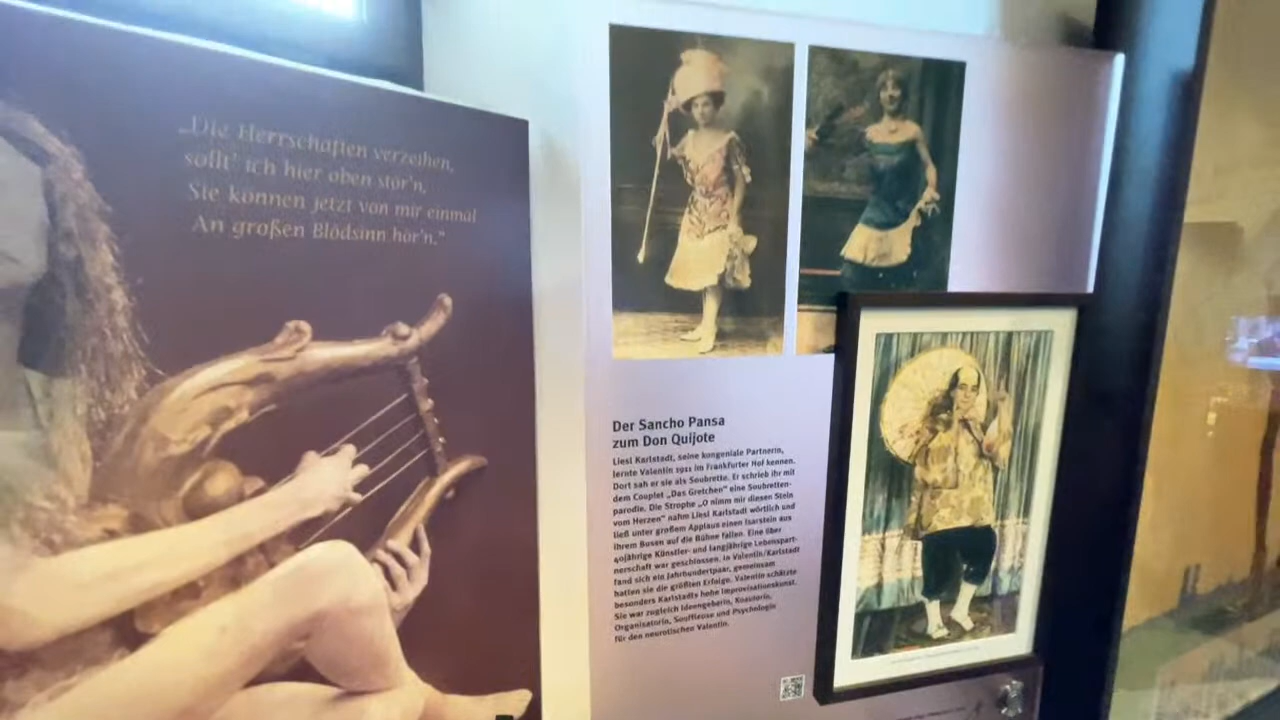 „Die Herrschaften verzeihen,
sollt' ich hier oben stör'n,
Sie können jetzt von mir einmal
An großen Blödsinn hör'n.“
Der Sancho Pansa
zum Don Quijote
Liesl Karlstadt, seine kongeniale Partnerin,
lernte Valentin 1911 im Frankfurter Hof kennen.
Dort sah er sie als Soubrette. Er schrieb ihr mit
dem Couplet „Das Gretchen“ eine Soubretten-
parodie. Die Strophe „O nimm mir diesen Stein
vom Herzen“ nahm Liesl Karlstadt wörtlich und
ließ unter großem Applaus einen Isarstein aus
ihrem Busen auf die Bühne fallen. Eine über
40jährige Künstler- und langjährige Lebenspart-
nerschaft war geschlossen. In Valentin/Karlstadt
fand sich ein Jahrhundertpaar, gemeinsam
hatten sie die größten Erfolge. Valentin schätzte
besonders Karlstadts hohe Improvisationskunst.
Sie war zugleich Ideengeberin, Koautorin,
Organisatorin, Souffleuse und Psychologin
für den neurotischen Valentin.